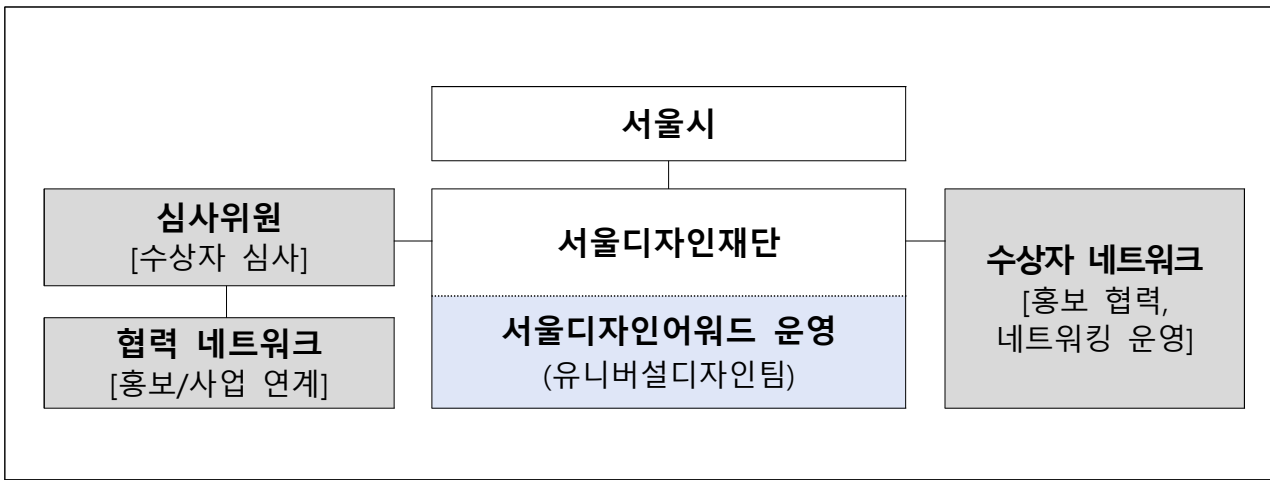 서울시
심사위원
[수상자 심사]
협력 네트워크
[홍보/사업 연계]
서울디자인재단
서울디자인어워드 운영
(유니버설디자인팀)
수상자 네트워크
[홍보 협력,
네트워킹 운영]